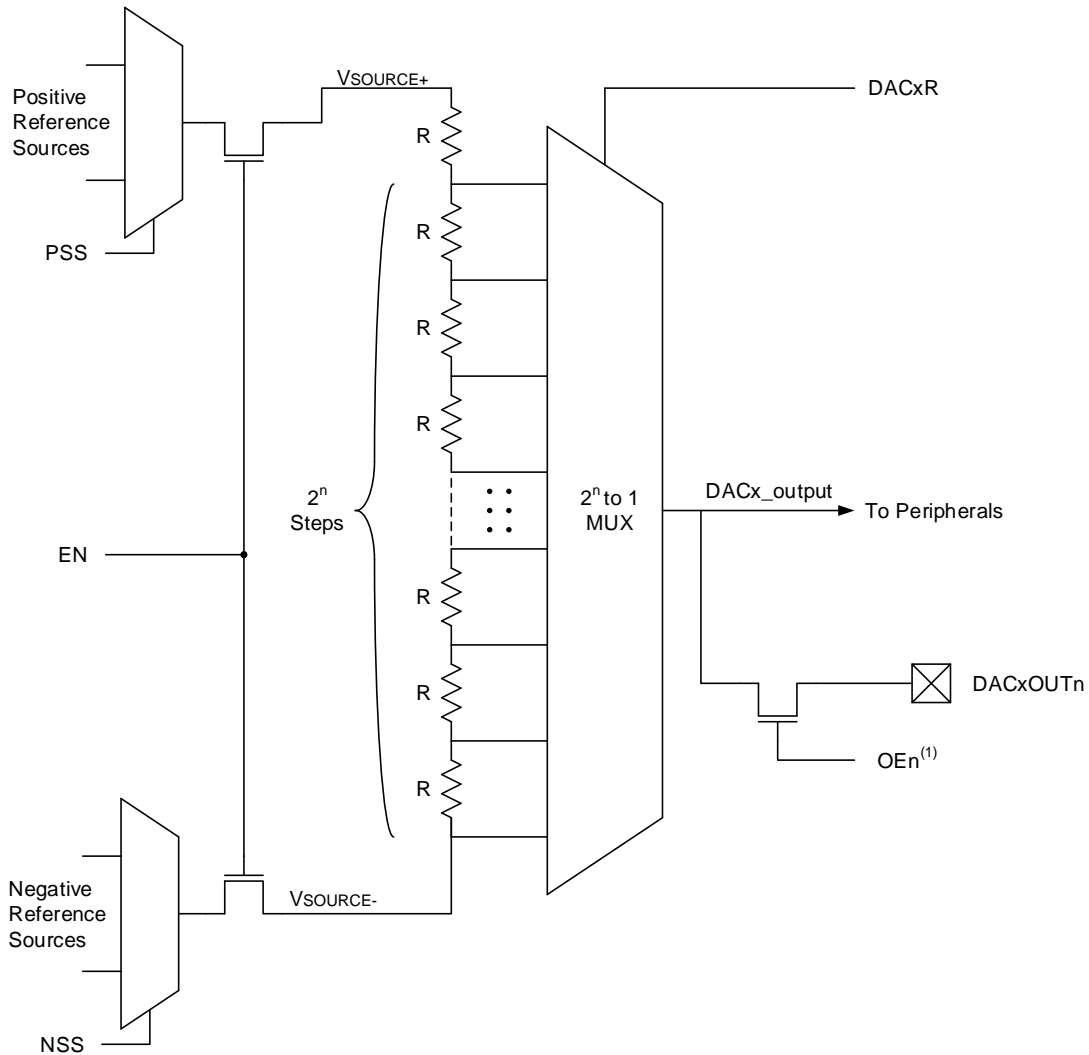 Positive
Reference
Sources
PSS
VSOURCE+
R
R
R
R
2ⁿ
Steps
R
R
R
EN
DACxR
2ⁿ to 1
MUX
DACx_output
To Peripherals
DACxOUTn
OEn⁽¹⁾
Negative
Reference
Sources
VSOURCE-
NSS